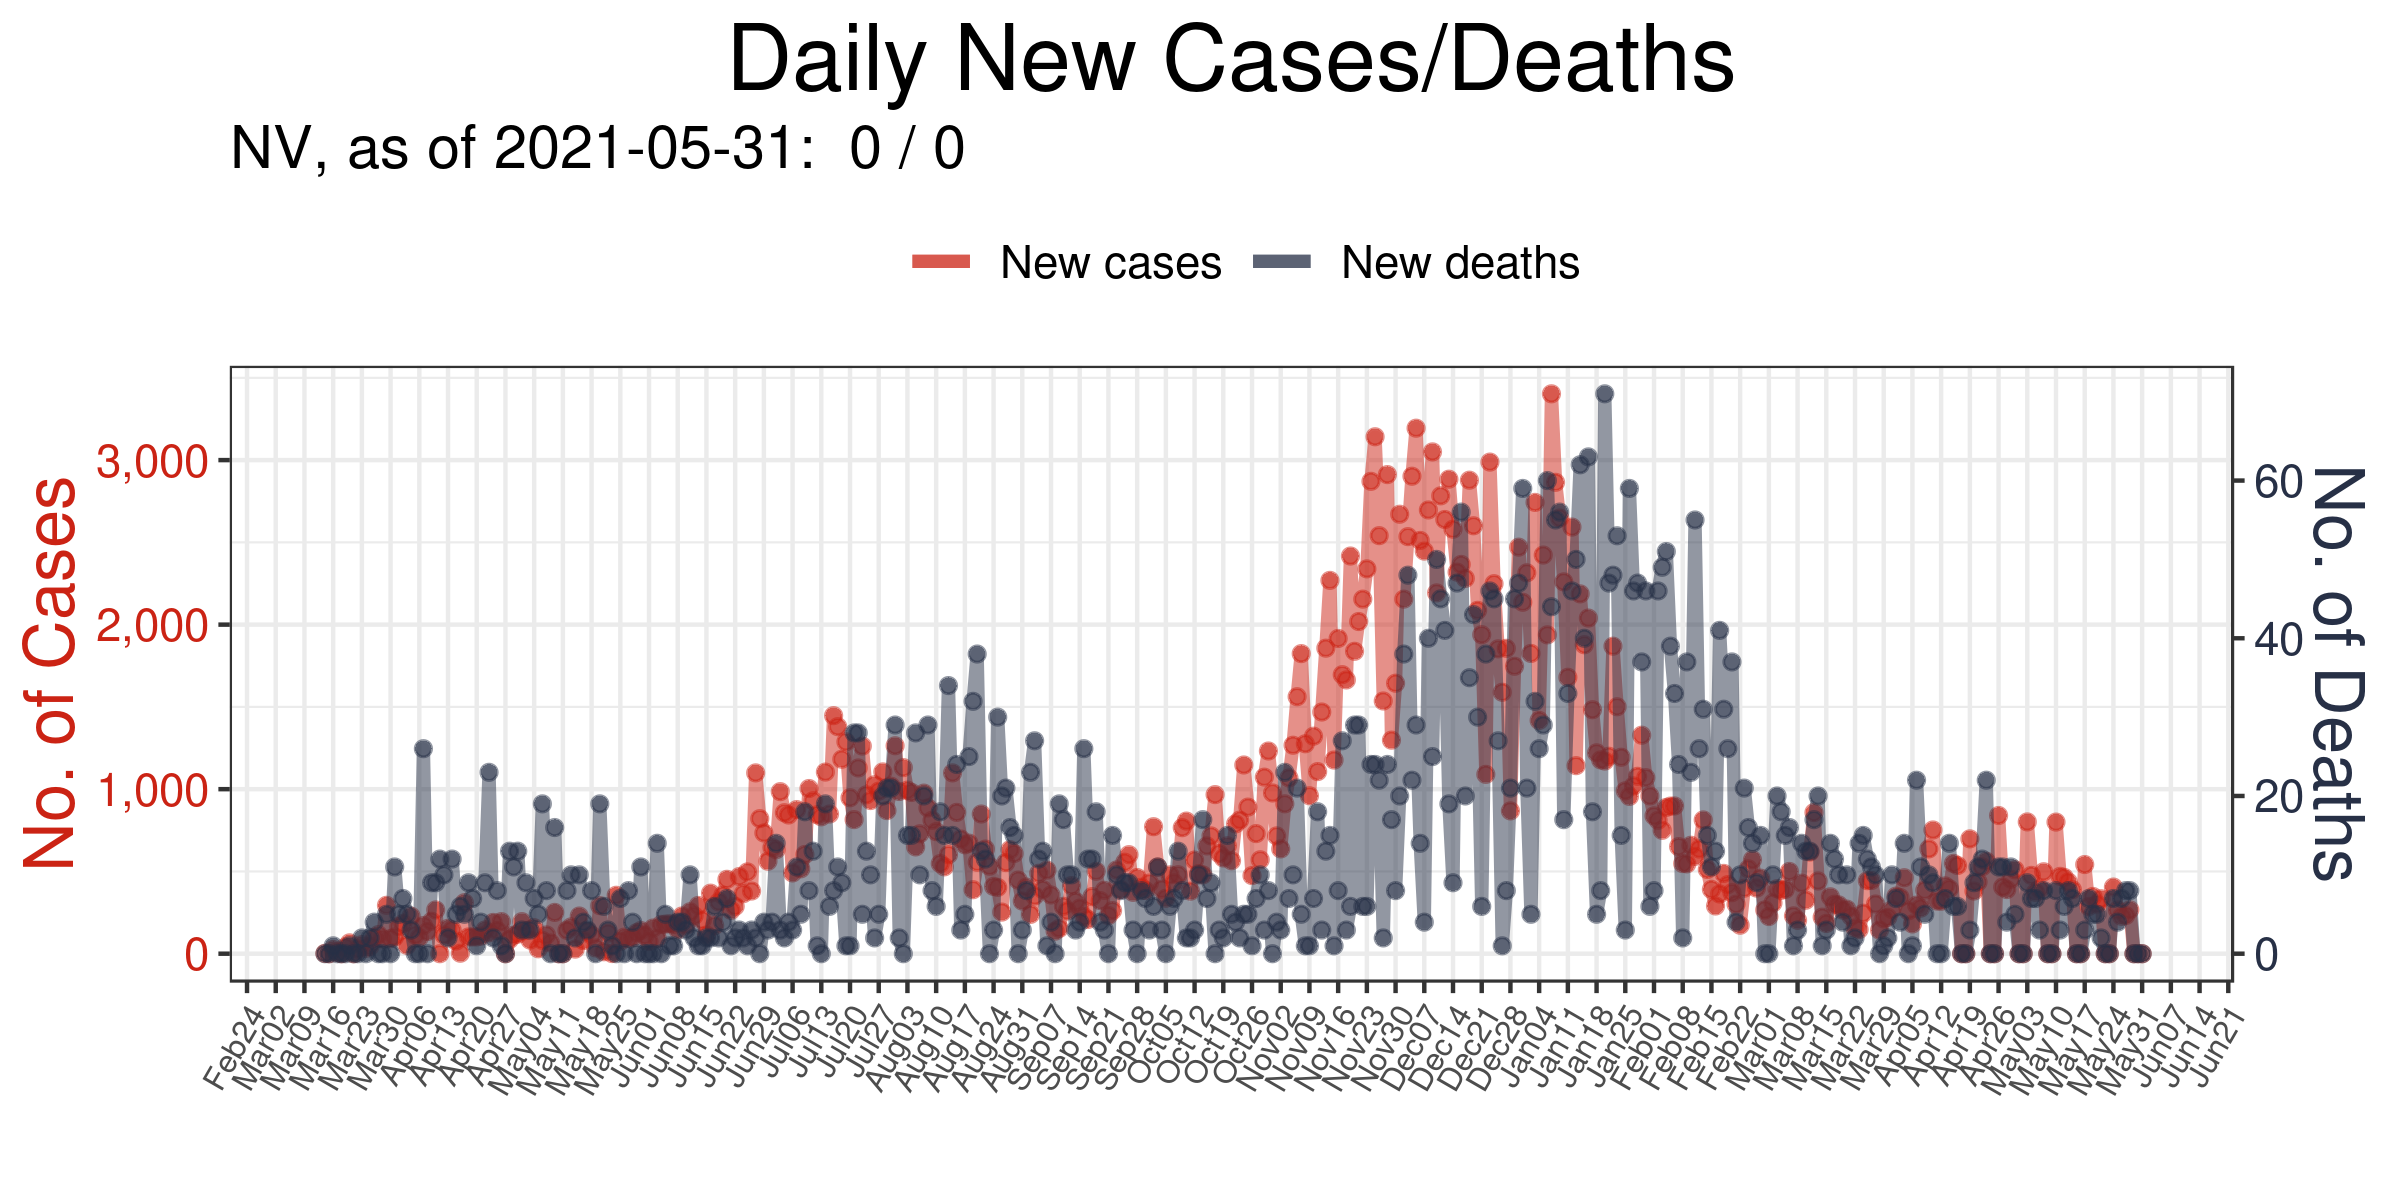 Daily New Cases/Deaths
NV, as of 2021-05-31:  0 / 0
New cases
New deaths
No. of Cases
3,000
2,000
1,000
0
60
40
20
0
No. of Deaths
Feb24
Mar02
Mar09
Mar16
Mar23
Mar30
Apr06
Apr13
Apr20
Apr27
May04
May11
May18
May25
Jun01
Jun08
Jun15
Jun22
Jun29
Jul06
Jul13
Jul20
Jul27
Aug03
Aug10
Aug17
Aug24
Aug31
Sep07
Sep14
Sep21
Sep28
Oct05
Oct12
Oct19
Oct26
Nov02
Nov09
Nov16
Nov23
Nov30
Dec07
Dec14
Dec21
Dec28
Jan04
Jan11
Jan18
Jan25
Feb01
Feb08
Feb15
Feb22
Mar01
Mar08
Mar15
Mar22
Mar29
Apr05
Apr12
Apr19
Apr26
May03
May10
May17
May24
May31
Jun07
Jun14
Jun21